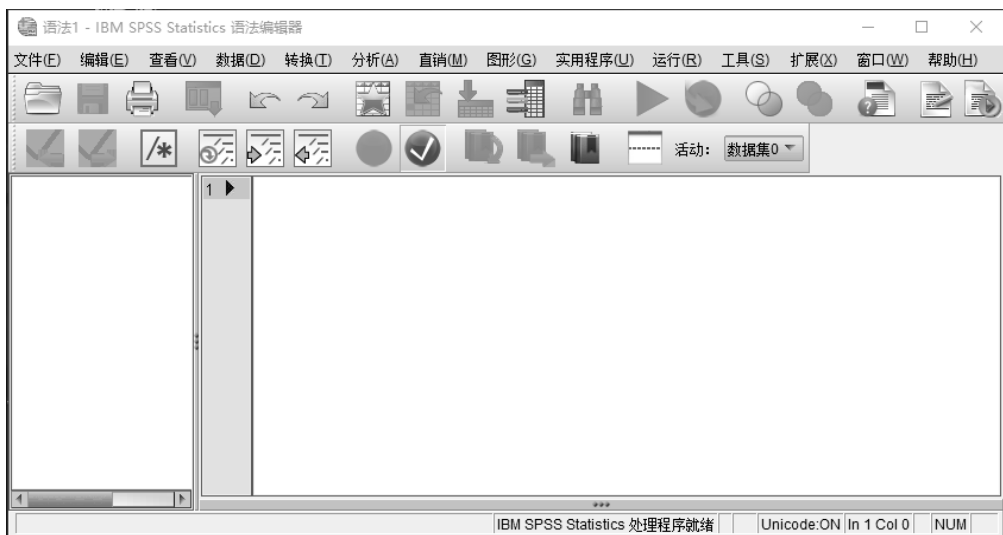 语法1 - IBM SPSS Statistics 语法编辑器
文件(F) 编辑(E) 查看(V) 数据(D) 转换(T) 分析(A) 直销(M) 图形(G) 实用程序(U) 运行(R) 工具(S) 扩展(X) 窗口(W) 帮助(H)
/* 活动: 数据集0
1
IBM SPSS Statistics 处理程序就绪 Unicode:ON In 1 Col 0 NUM